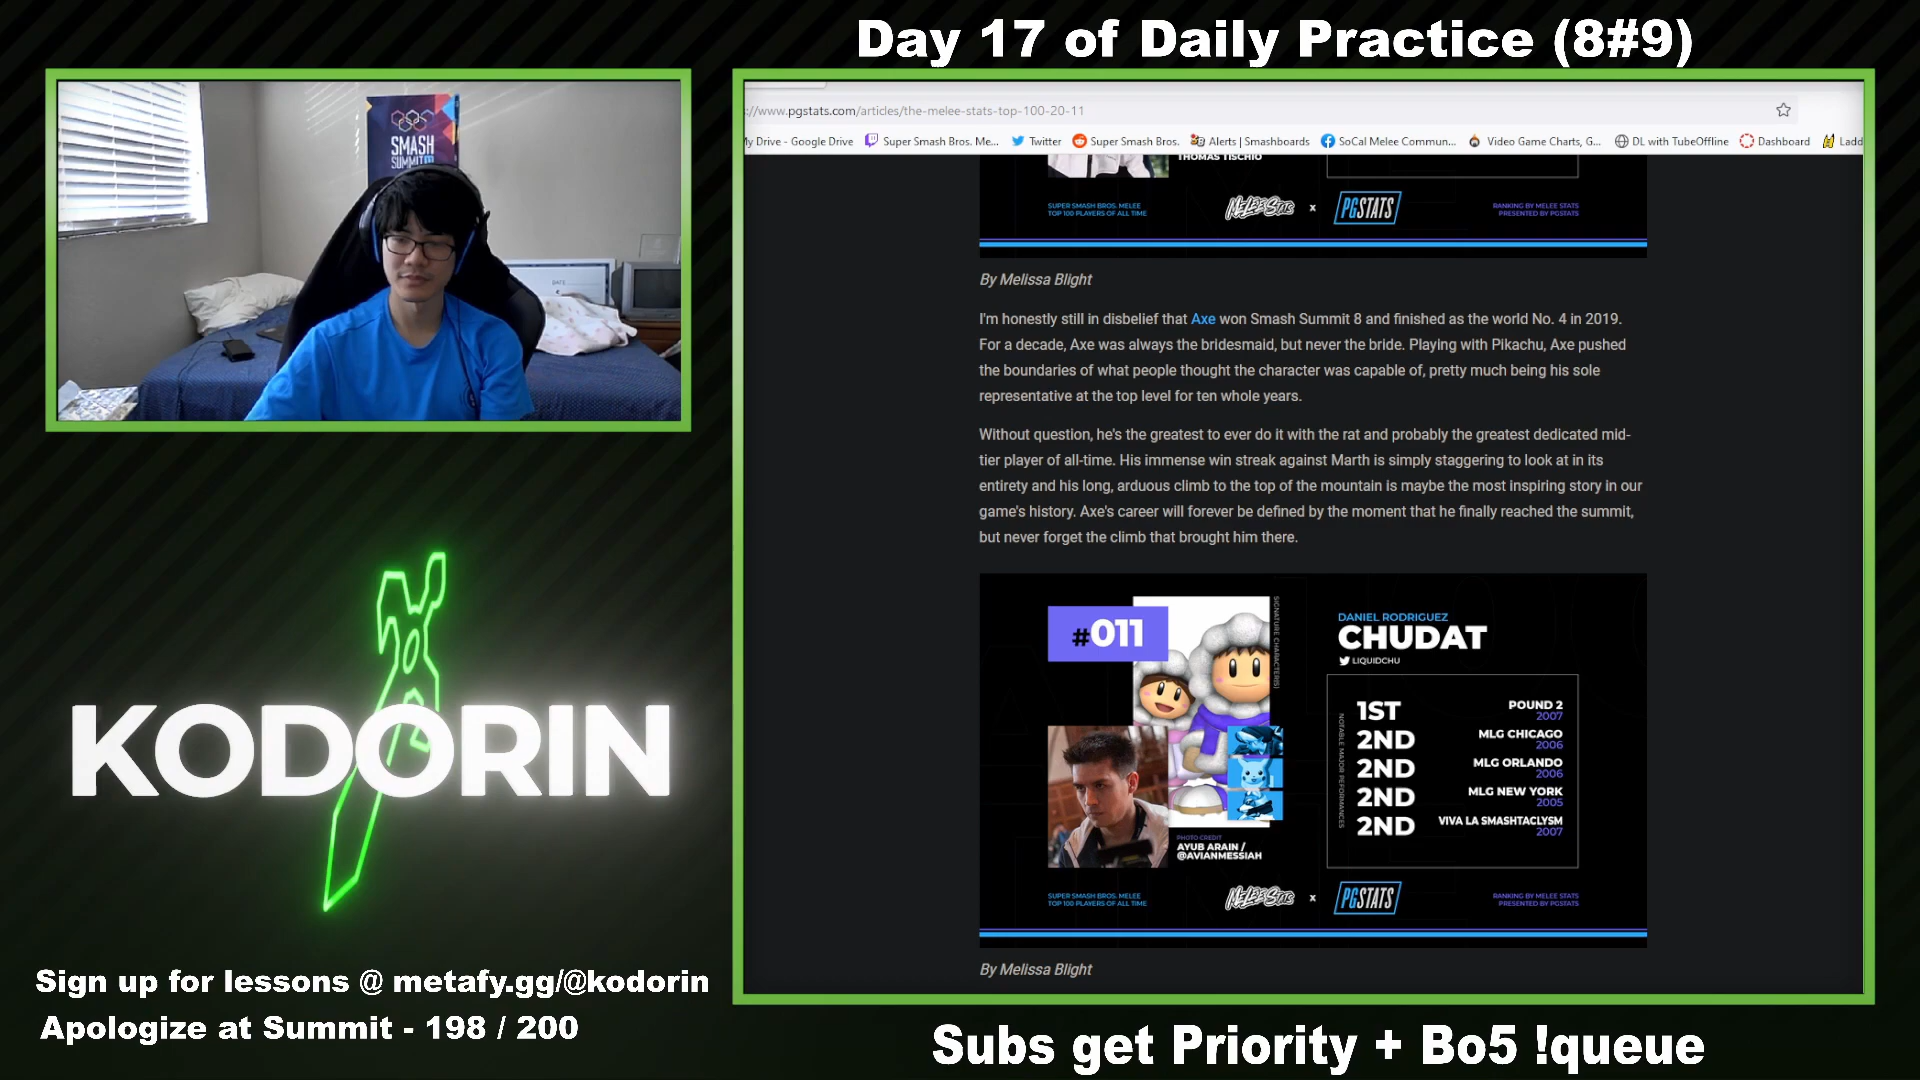 Day 17 of Daily Practice (8#9)
SMASH
SUMMIT
DATE
://www.pgstats.com/articles/the-melee-stats-top-100-20-11
My Drive - Google Drive
Super Smash Bros. Me...
Twitter
Super Smash Bros.
Alerts | Smashboards
SoCal Melee Commun...
Video Game Charts, G...
DL with TubeOffline
Dashboard
Ladd
THOMAS TISCHIO
SUPER SMASH BROS. MELEE
TOP 100 PLAYERS OF ALL TIME
MELEE STATS
x
PGSTATS
RANKING BY MELEE STATS
PRESENTED BY PGSTATS
By Melissa Blight
I'm honestly still in disbelief that Axe won Smash Summit 8 and finished as the world No. 4 in 2019.
For a decade, Axe was always the bridesmaid, but never the bride. Playing with Pikachu, Axe pushed
the boundaries of what people thought the character was capable of, pretty much being his sole
representative at the top level for ten whole years.
Without question, he's the greatest to ever do it with the rat and probably the greatest dedicated mid-
tier player of all-time. His immense win streak against Marth is simply staggering to look at in its
entirety and his long, arduous climb to the top of the mountain is maybe the most inspiring story in our
game's history. Axe's career will forever be defined by the moment that he finally reached the summit,
but never forget the climb that brought him there.
#011
SIGNATURE CHARACTER(S)
DANIEL RODRIGUEZ
CHUDAT
LIQUIDCHU
NOTABLE MAJOR PERFORMANCES
1ST
POUND 2
2007
2ND
MLG CHICAGO
2006
2ND
MLG ORLANDO
2006
2ND
MLG NEW YORK
2005
2ND
VIVA LA SMASHTACLYSM
2007
PHOTO CREDIT
AYUB ARAIN /
@AVIANMESSIAH
SUPER SMASH BROS. MELEE
TOP 100 PLAYERS OF ALL TIME
MELEE STATS
x
PGSTATS
RANKING BY MELEE STATS
PRESENTED BY PGSTATS
By Melissa Blight
KODORIN
Sign up for lessons @ metafy.gg/@kodorin
Apologize at Summit - 198 / 200
Subs get Priority + Bo5 !queue